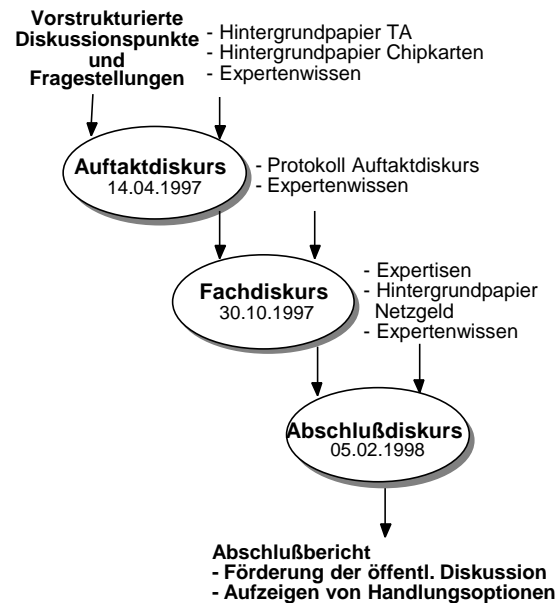 Vorstrukturierte
Diskussionspunkte
und
Fragestellungen
- Hintergrundpapier TA
- Hintergrundpapier Chipkarten
- Expertenwissen
Auftaktdiskurs
14.04.1997
- Protokoll Auftaktdiskurs
- Expertenwissen
Fachdiskurs
30.10.1997
- Expertisen
- Hintergrundpapier
Netzgeld
- Expertenwissen
Abschlußdiskurs
05.02.1998
Abschlußbericht
- Förderung der öffentl. Diskussion
- Aufzeigen von Handlungsoptionen